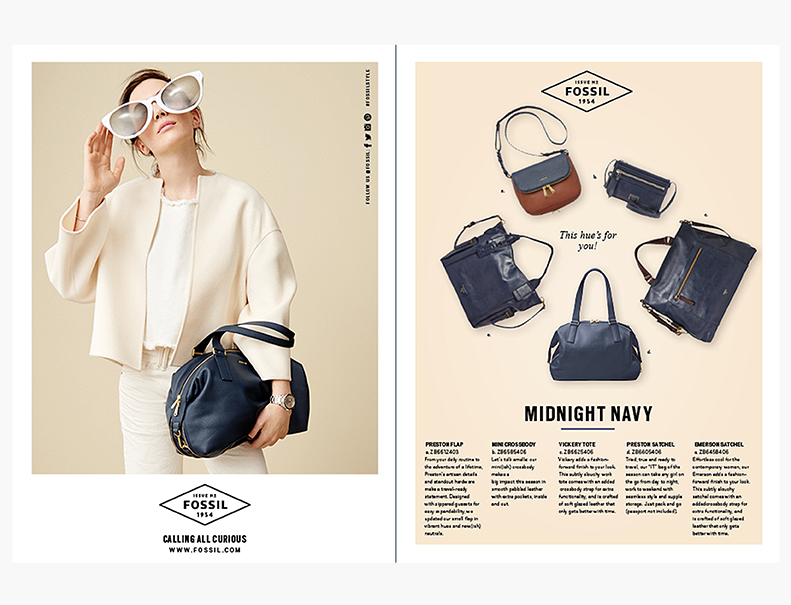 #FOSSILSTYLE
FOLLOW US @FOSSIL:
ISSUE Nº2
FOSSIL
1954
CALLING ALL CURIOUS
WWW.FOSSIL.COM
ISSUE Nº2
FOSSIL
1954
a.
b.
c.
This hue's for
you!
e.
d.
MIDNIGHT NAVY
PRESTON FLAP
a. ZB6612403
From your daily routine to
the adventure of a lifetime,
Preston's artisan details
and standout hardware
make a travel-ready
statement. Designed
with zippered gussets for
easy expandability, we
updated our small flap in
vibrant hues and new(ish)
neutrals.
MINI CROSSBODY
b. ZB6585406
Let's talk smalls: our
mini(ish) crossbody
makes a
big impact this season in
smooth pebbled leather
with extra pockets, inside
and out.
VICKERY TOTE
c. ZB6625406
Vickery adds a fashion-
forward finish to your look.
This subtly slouchy work
tote comes with an added
crossbody strap for extra
functionality, and is crafted
of soft glazed leather that
only gets better with time.
PRESTON SATCHEL
d. ZB6605406
Tried, true and ready to
travel, our "IT" bag of the
season can take any girl on
the go from day to night,
work to weekend with
seamless style and supple
storage. Just pack and go
(passport not included).
EMERSON SATCHEL
e. ZB6458406
Effortless cool for the
contemporary woman, our
Emerson adds a fashion-
forward finish to your look.
This subtly slouchy
satchel comes with an
added crossbody strap for
extra functionality, and
is crafted of soft glazed
leather that only gets
better with time.